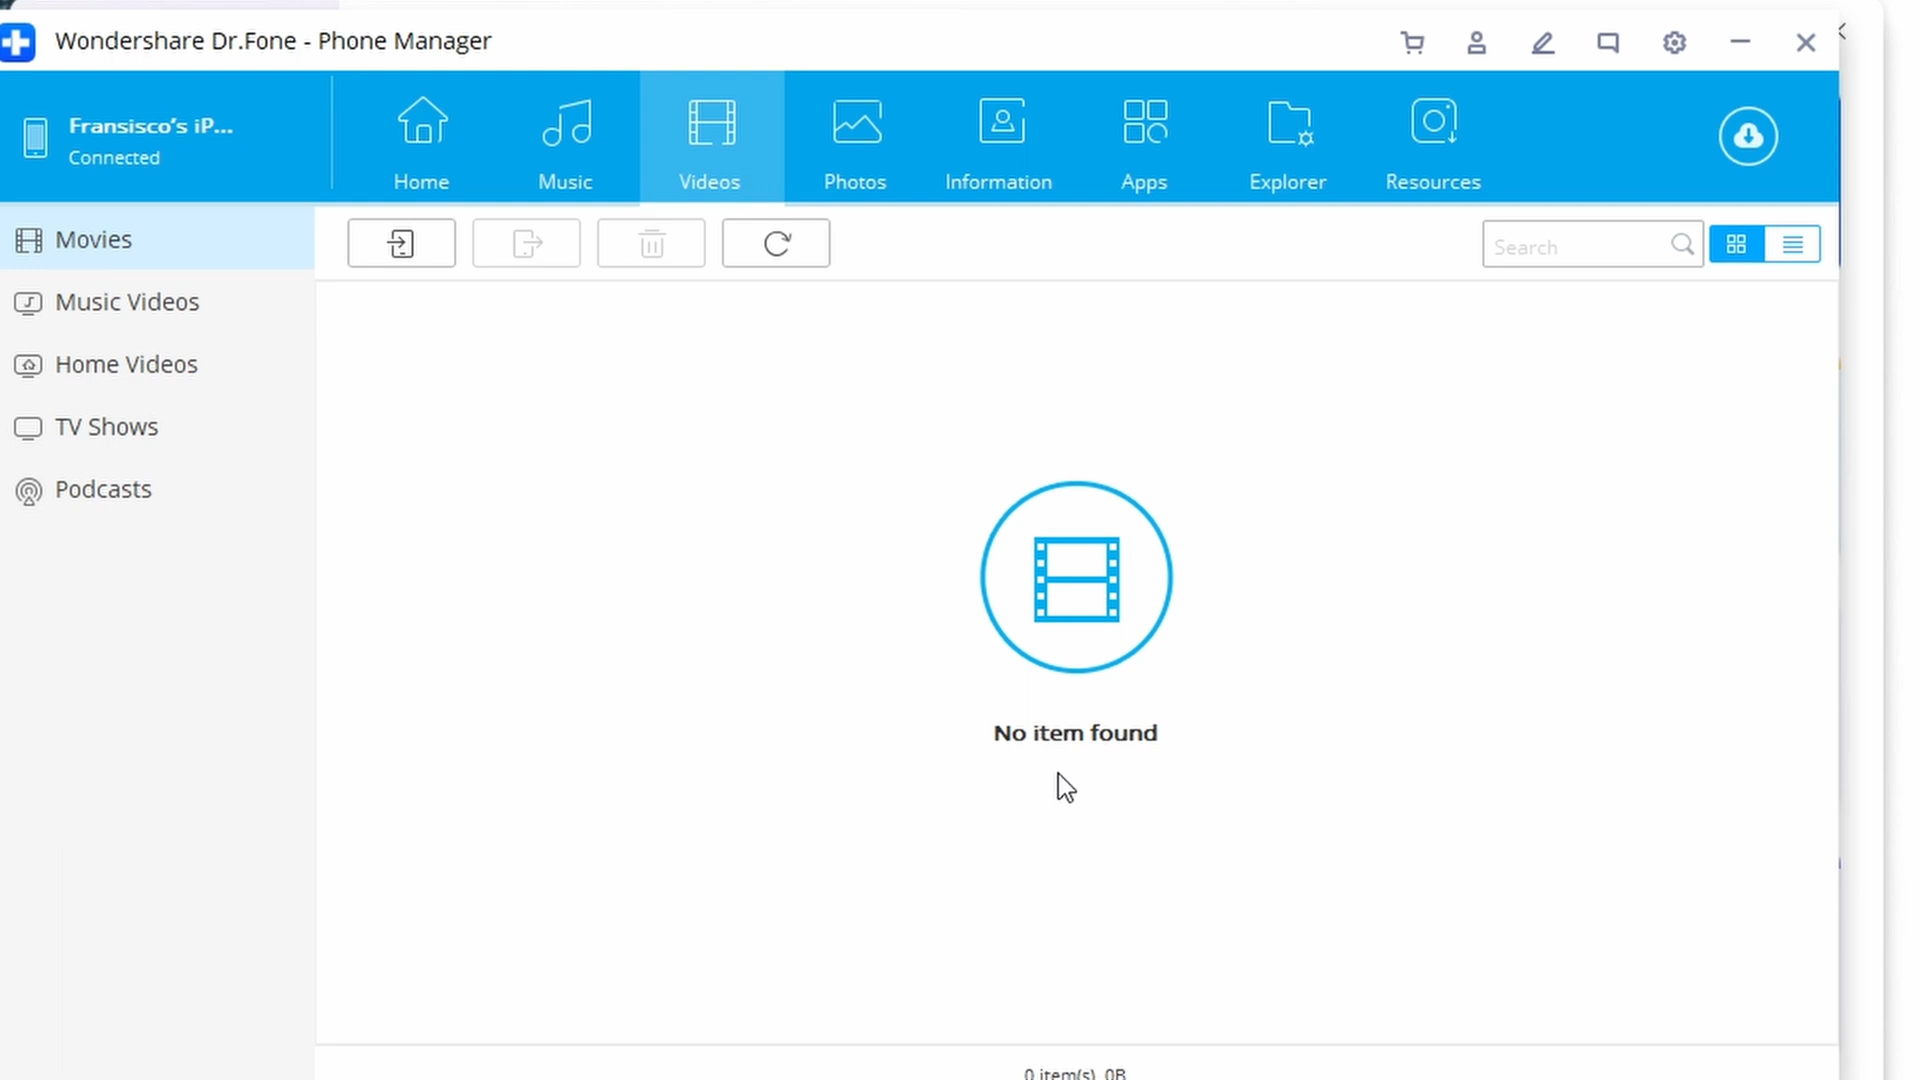 Wondershare Dr.Fone - Phone Manager
Fransisco's iP...
Connected
Home
Music
Videos
Photos
Information
Apps
Explorer
Resources
Movies
Music Videos
Home Videos
TV Shows
Podcasts
Search
No item found
0 item(s), 0B